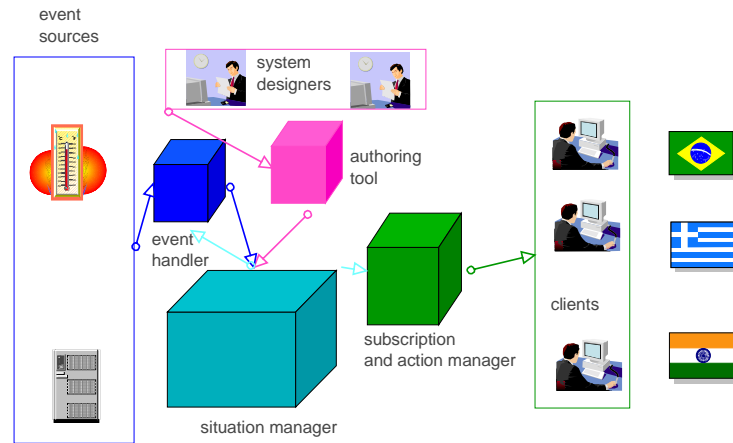 event
sources
system
designers
authoring
tool
event
handler
clients
subscription
and action manager
situation manager